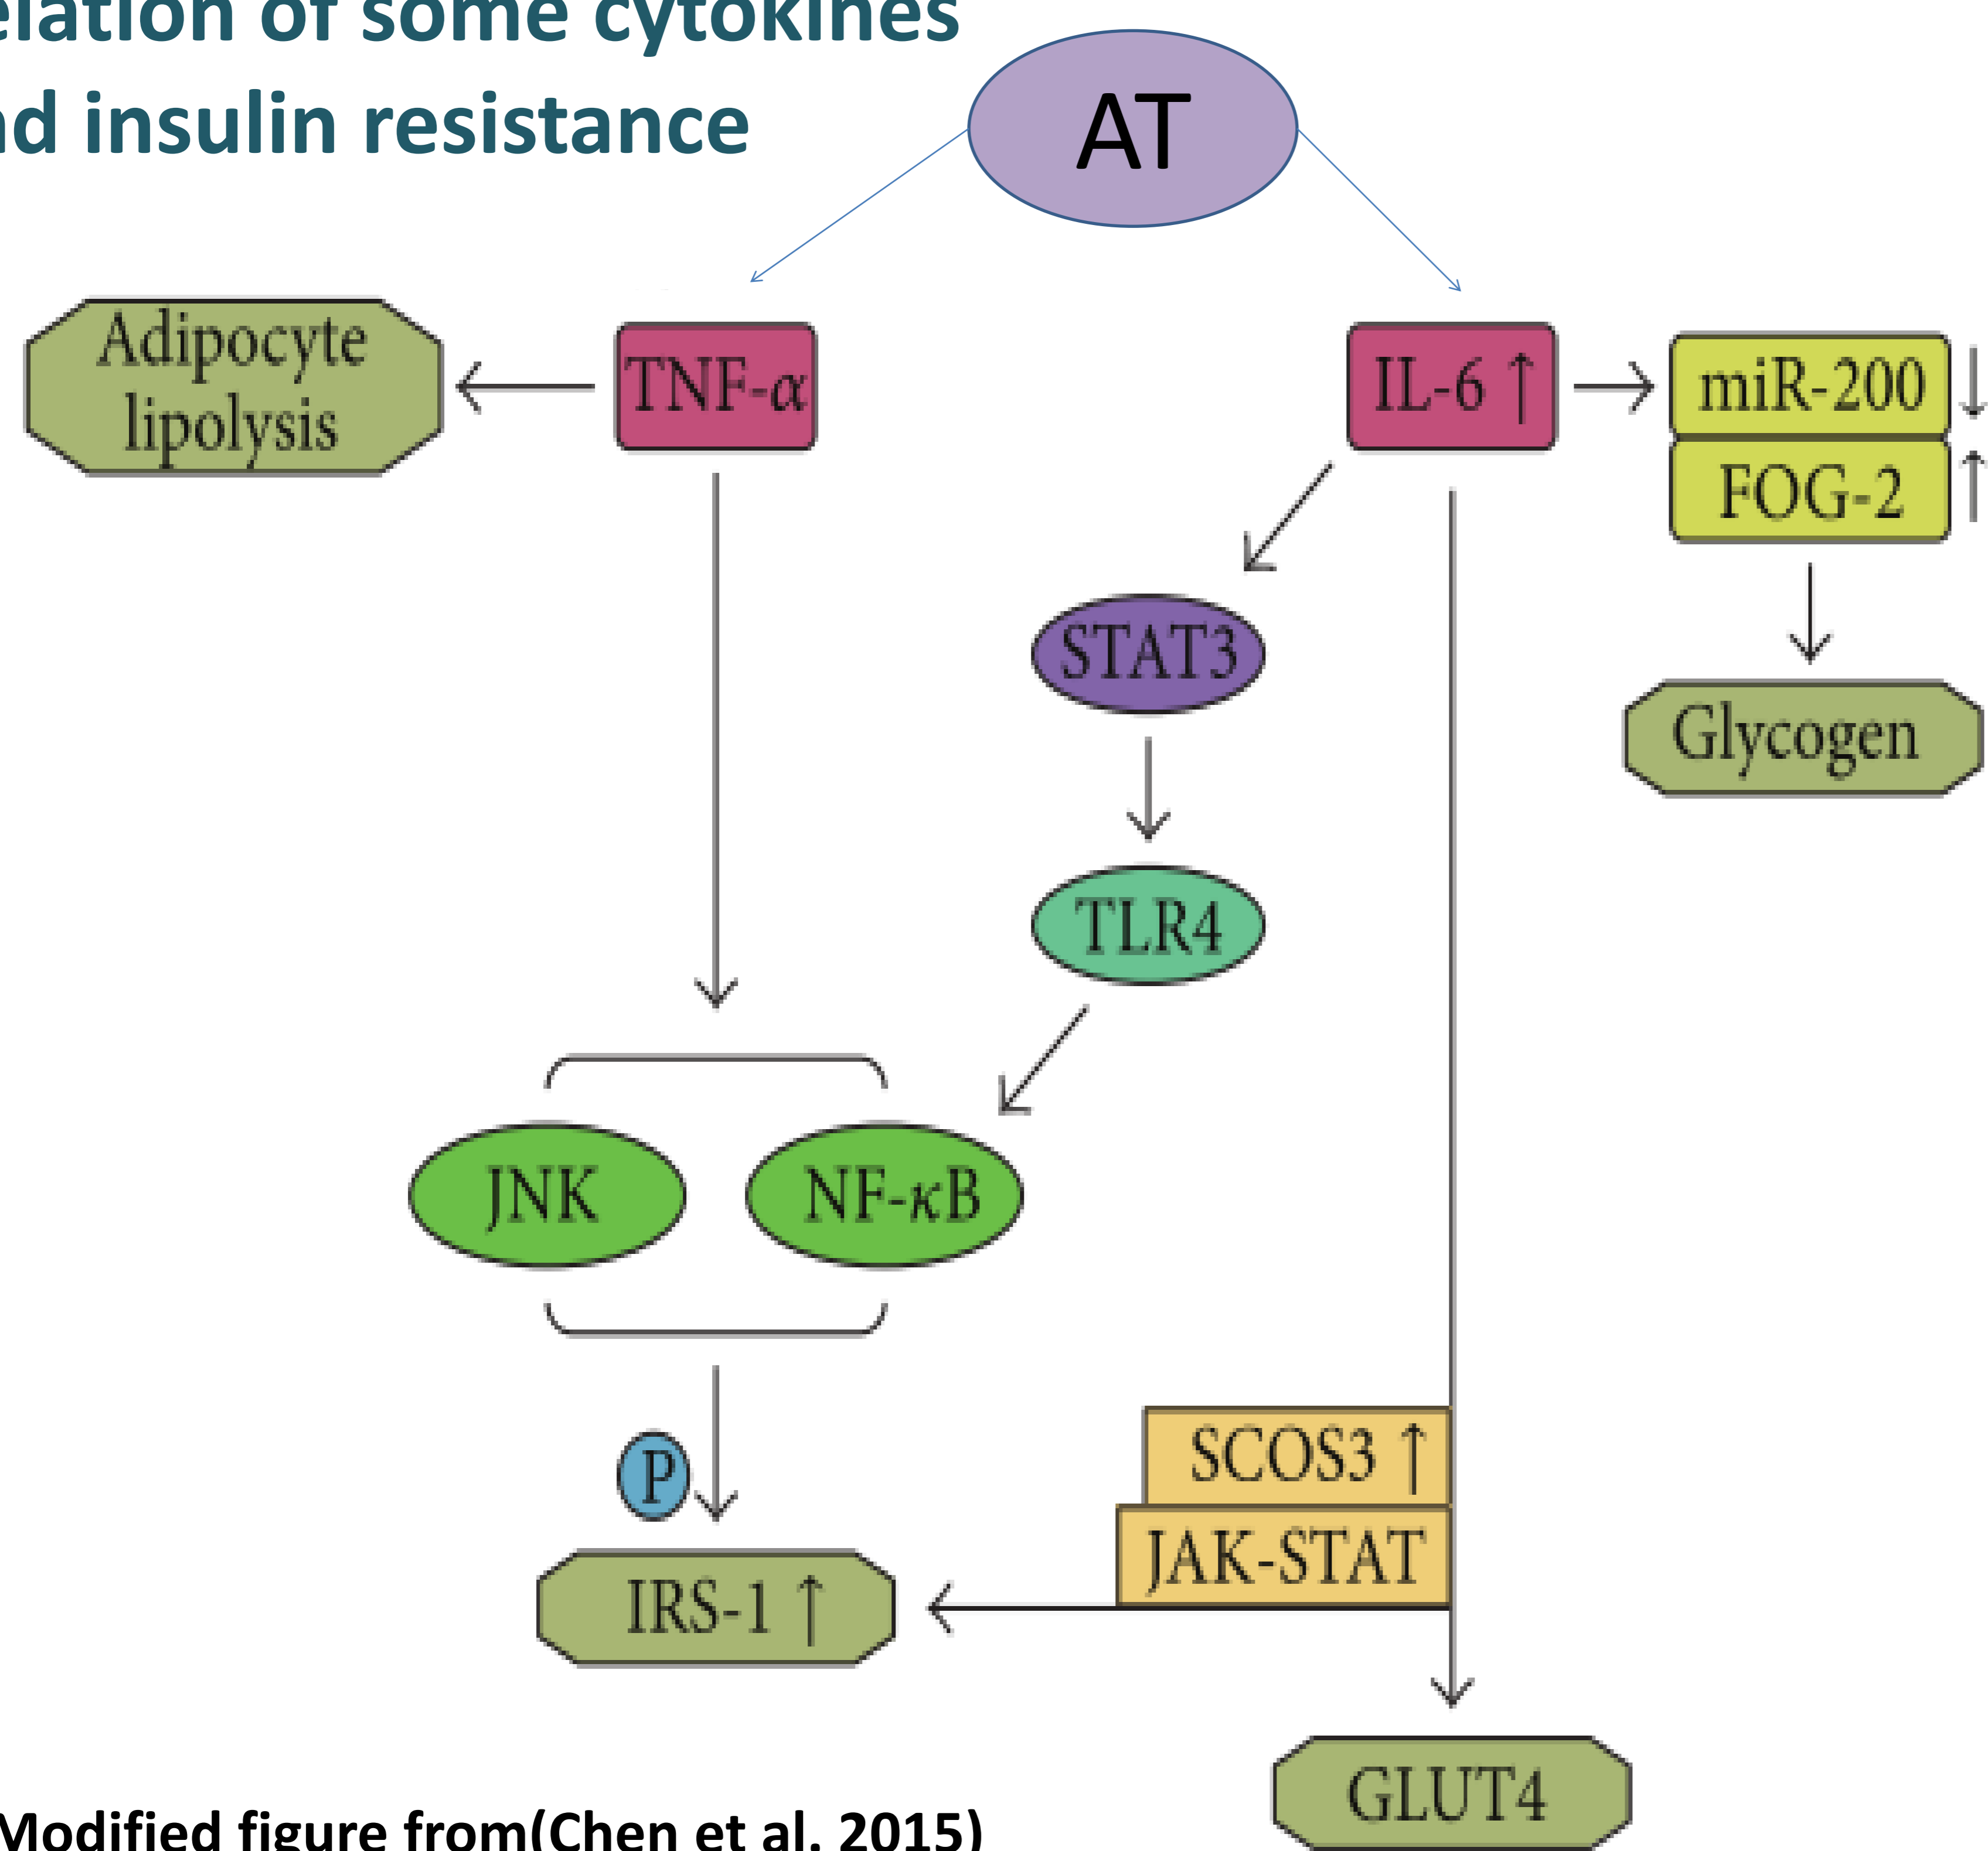 elation of some cytokines
nd insulin resistance
AT
Adipocyte
lipolysis
TNF-α
IL-6 ↑
miR-200 ↓
FOG-2 ↑
STAT3
Glycogen
TLR4
JNK
NF-κB
SCOS3 ↑
P
JAK-STAT
IRS-1 ↑
GLUT4
Modified figure from(Chen et al. 2015)